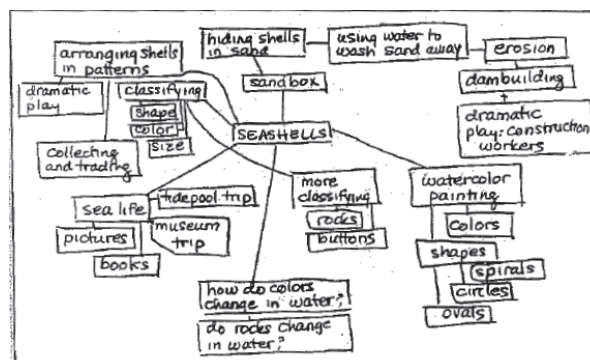 arranging shells
in patterns
hiding shells
in sand
using water to
wash sand away
erosion
dramatic
play
classifying
shape
color
size
sandbox
dambuilding
dramatic
play: construction
workers
SEASHELLS
collecting
and trading
sea life
tidepool trip
museum
trip
pictures
books
more
classifying
rocks
buttons
watercolor
painting
colors
shapes
spirals
circles
ovals
how do colors
change in water?
do rocks change
in water?